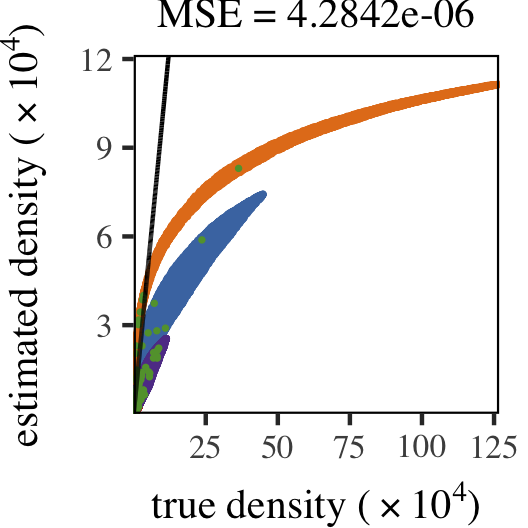 MSE = 4.2842e-06
estimated density ( × 10⁴)
12
9
6
3
25 50 75 100 125
true density ( × 10⁴)